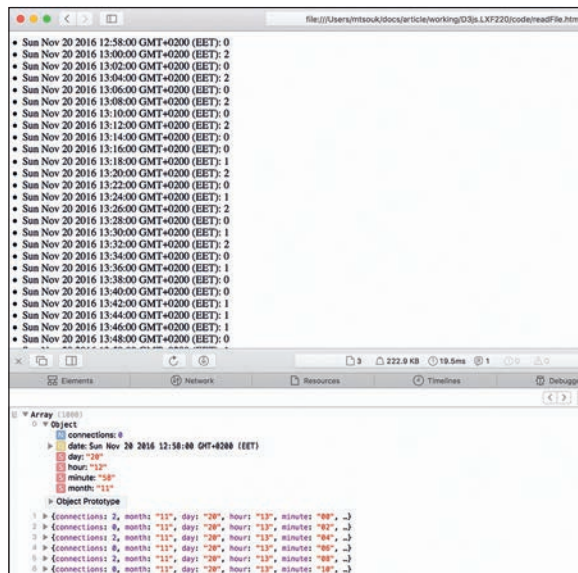 file:///Users/mtsouk/docs/article/working/D3js.LXF220/code/readFile.html
• Sun Nov 20 2016 12:58:00 GMT+0200 (EET): 0
• Sun Nov 20 2016 13:00:00 GMT+0200 (EET): 2
• Sun Nov 20 2016 13:02:00 GMT+0200 (EET): 0
• Sun Nov 20 2016 13:04:00 GMT+0200 (EET): 2
• Sun Nov 20 2016 13:06:00 GMT+0200 (EET): 0
• Sun Nov 20 2016 13:08:00 GMT+0200 (EET): 2
• Sun Nov 20 2016 13:10:00 GMT+0200 (EET): 0
• Sun Nov 20 2016 13:12:00 GMT+0200 (EET): 2
• Sun Nov 20 2016 13:14:00 GMT+0200 (EET): 0
• Sun Nov 20 2016 13:16:00 GMT+0200 (EET): 0
• Sun Nov 20 2016 13:18:00 GMT+0200 (EET): 1
• Sun Nov 20 2016 13:20:00 GMT+0200 (EET): 2
• Sun Nov 20 2016 13:22:00 GMT+0200 (EET): 0
• Sun Nov 20 2016 13:24:00 GMT+0200 (EET): 1
• Sun Nov 20 2016 13:26:00 GMT+0200 (EET): 2
• Sun Nov 20 2016 13:28:00 GMT+0200 (EET): 0
• Sun Nov 20 2016 13:30:00 GMT+0200 (EET): 1
• Sun Nov 20 2016 13:32:00 GMT+0200 (EET): 2
• Sun Nov 20 2016 13:34:00 GMT+0200 (EET): 0
• Sun Nov 20 2016 13:36:00 GMT+0200 (EET): 1
• Sun Nov 20 2016 13:38:00 GMT+0200 (EET): 0
• Sun Nov 20 2016 13:40:00 GMT+0200 (EET): 0
• Sun Nov 20 2016 13:42:00 GMT+0200 (EET): 1
• Sun Nov 20 2016 13:44:00 GMT+0200 (EET): 1
• Sun Nov 20 2016 13:46:00 GMT+0200 (EET): 1
• Sun Nov 20 2016 13:48:00 GMT+0200 (EET): 0
3 222.9 KB 19.5ms 1 0 0
Elements Network Resources Timelines Debugge
Array (1000)
0 Object
N connections: 0
date: Sun Nov 20 2016 12:58:00 GMT+0200 (EET)
S day: "20"
S hour: "12"
S minute: "58"
S month: "11"
Object Prototype
1 {connections: 2, month: "11", day: "20", hour: "13", minute: "00", …}
2 {connections: 0, month: "11", day: "20", hour: "13", minute: "02", …}
3 {connections: 2, month: "11", day: "20", hour: "13", minute: "04", …}
4 {connections: 0, month: "11", day: "20", hour: "13", minute: "06", …}
5 {connections: 2, month: "11", day: "20", hour: "13", minute: "08", …}
6 {connections: 0, month: "11", day: "20", hour: "13", minute: "10", …}